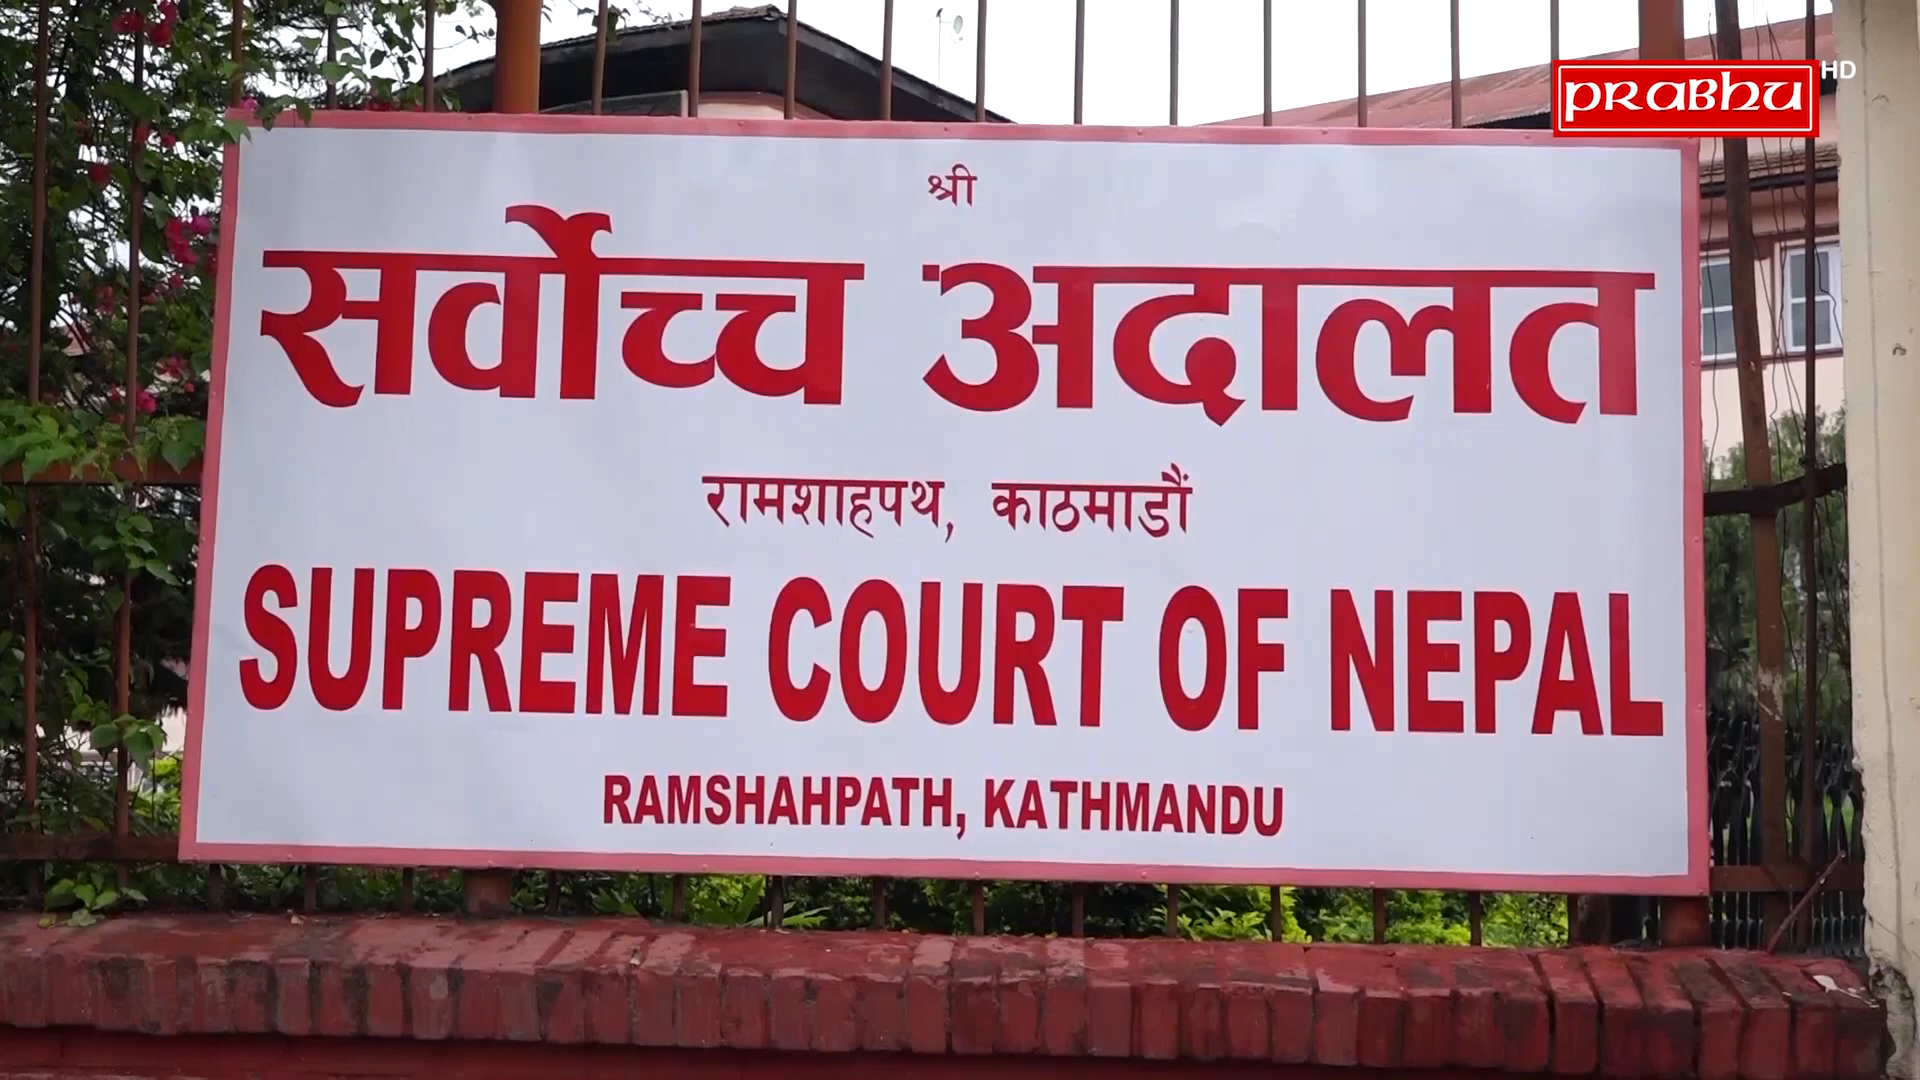 PRABHU HD
श्री
सर्वोच्च अदालत
रामशाहपथ, काठमाडौं
SUPREME COURT OF NEPAL
RAMSHAHPATH, KATHMANDU